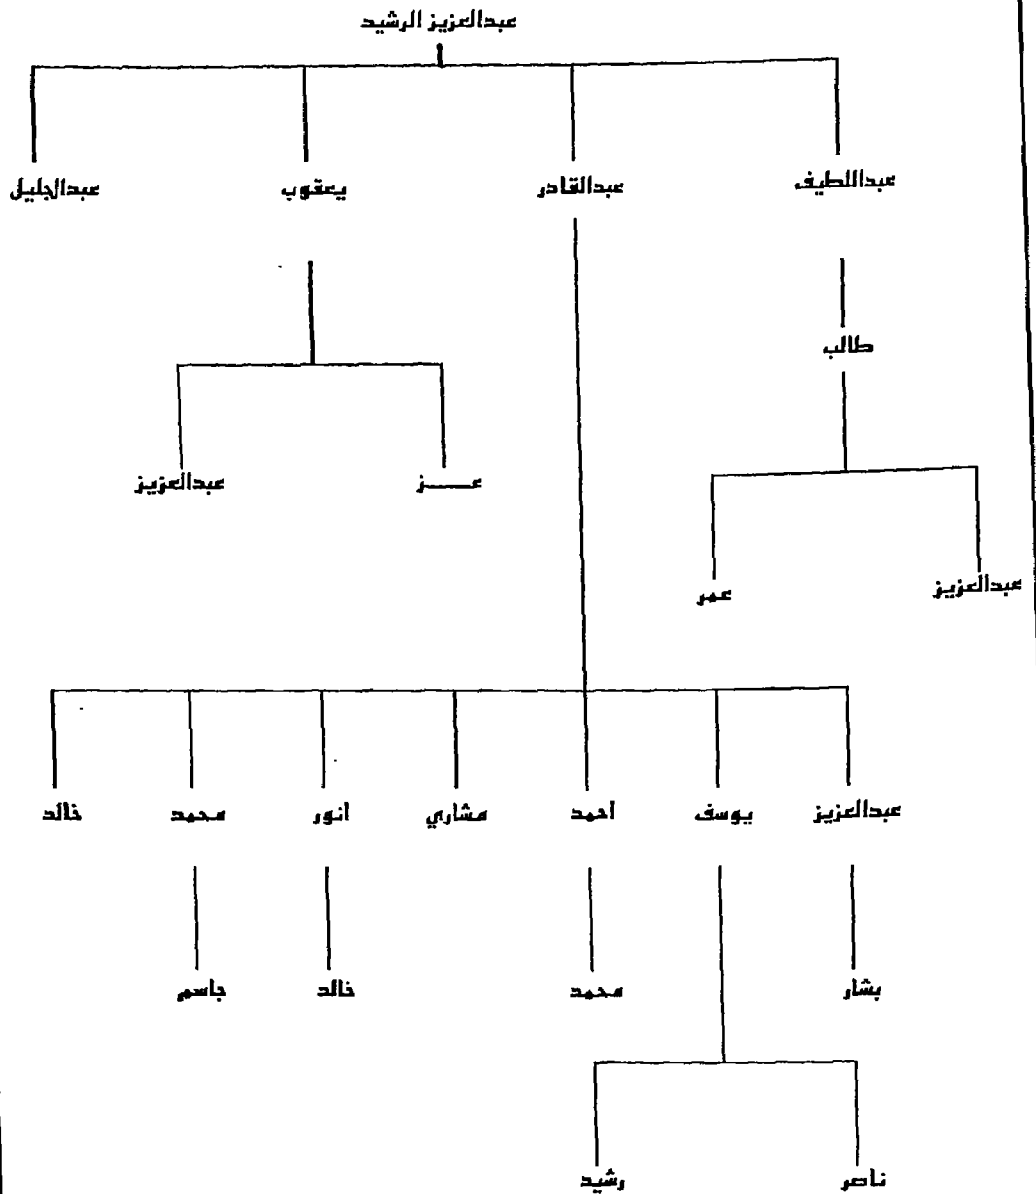 عبدالعزيز الرشيد
عبداللطيف عبدالقادر يعقوب عبدالجليل
طالب
عـــز عبدالعزيز
عبدالعزيز عمر
عبدالعزيز يوسف احمد مشاري انور محمد خالد
بشار محمد خالد جاسم
ناصر رشيد